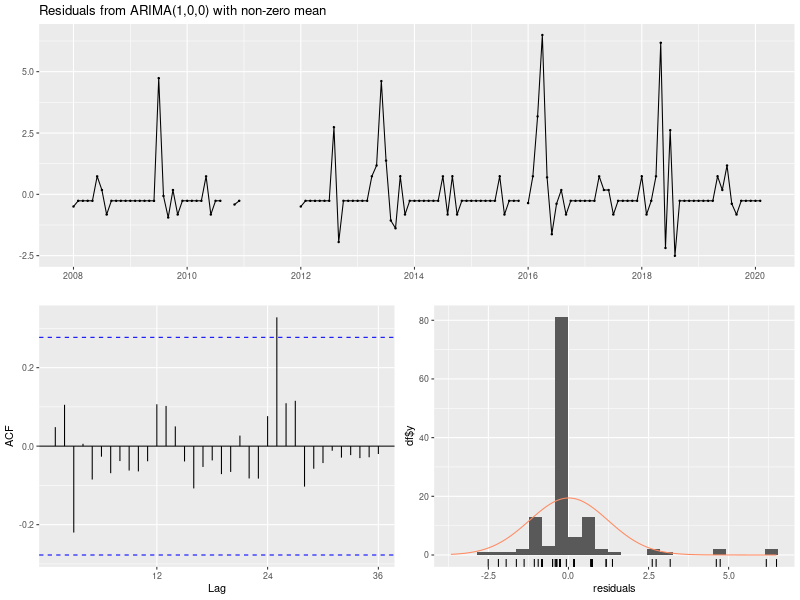 Residuals from ARIMA(1,0,0) with non-zero mean
5.0
2.5
0.0
-2.5
2008 2010 2012 2014 2016 2018 2020
ACF
0.2
0.0
-0.2
12 24 36
Lag
df$y
80
60
40
20
0
-2.5 0.0 2.5 5.0
residuals